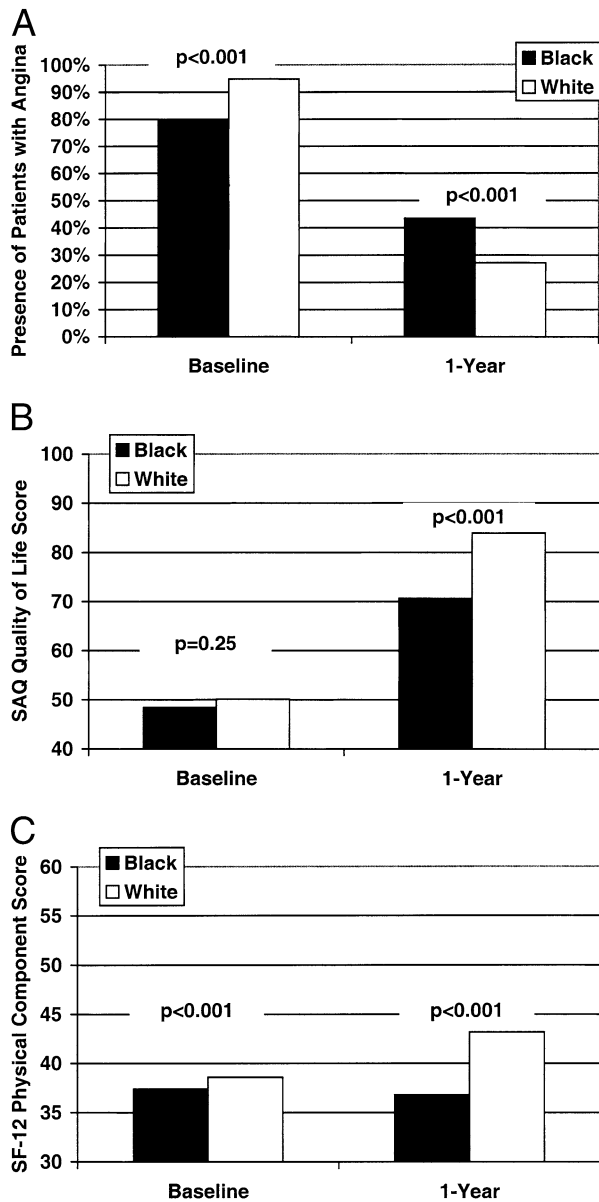 A
Presence of Patients with Angina
100%
90%
80%
70%
60%
50%
40%
30%
20%
10%
0%
p<0.001
p<0.001
Black
White
Baseline
1-Year
B
SAQ Quality of Life Score
100
90
80
70
60
50
40
Black
White
p=0.25
p<0.001
Baseline
1-Year
C
SF-12 Physical Component Score
60
55
50
45
40
35
30
Black
White
p<0.001
p<0.001
Baseline
1-Year